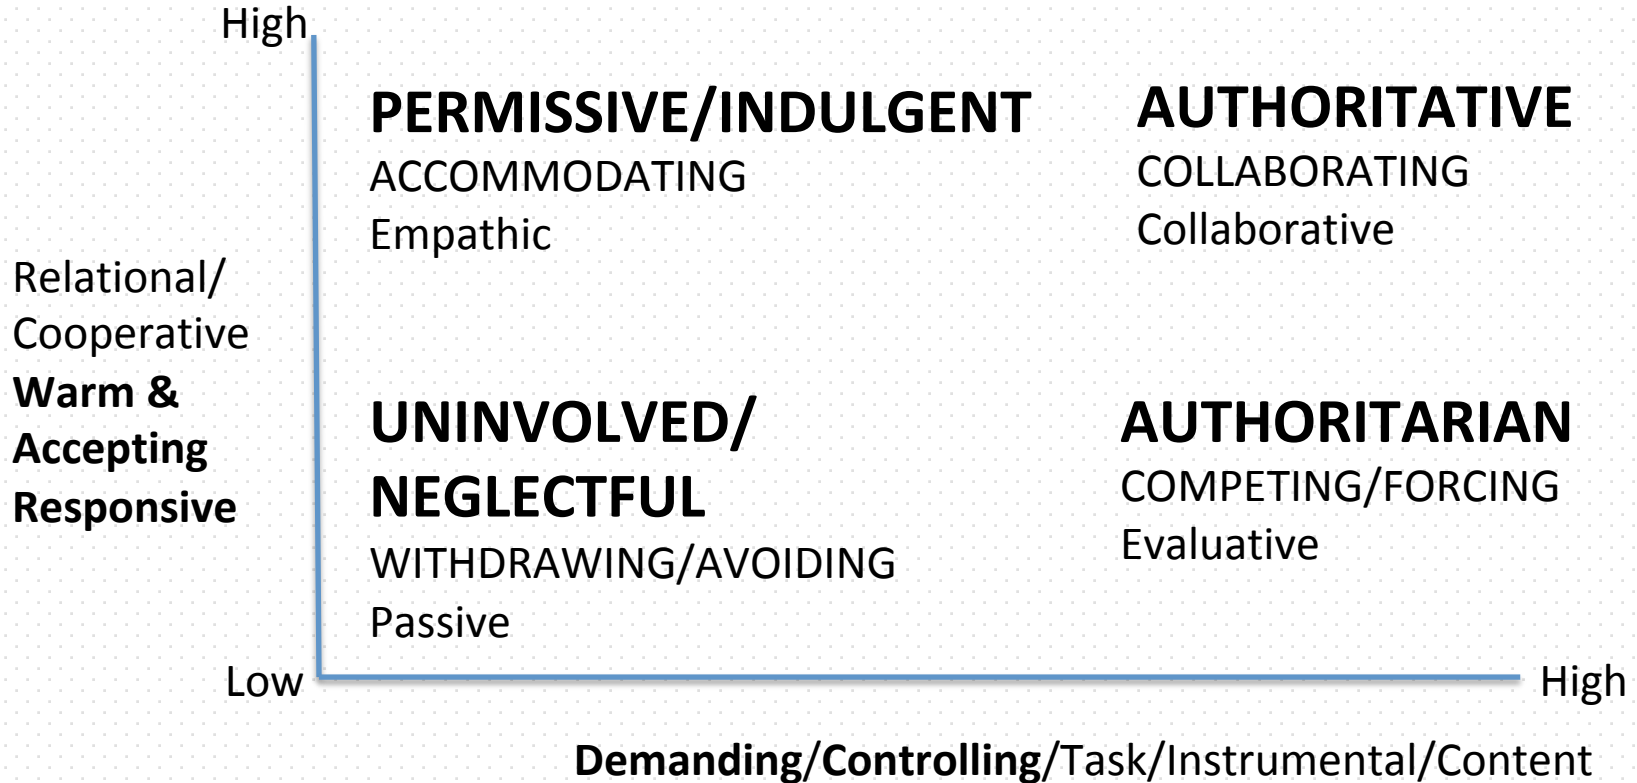 High
PERMISSIVE/INDULGENT
ACCOMMODATING
Empathic
AUTHORITATIVE
COLLABORATING
Collaborative
Relational/
Cooperative
Warm &
Accepting
Responsive
UNINVOLVED/
NEGLECTFUL
WITHDRAWING/AVOIDING
Passive
AUTHORITARIAN
COMPETING/FORCING
Evaluative
Low
High
Demanding/Controlling/Task/Instrumental/Content